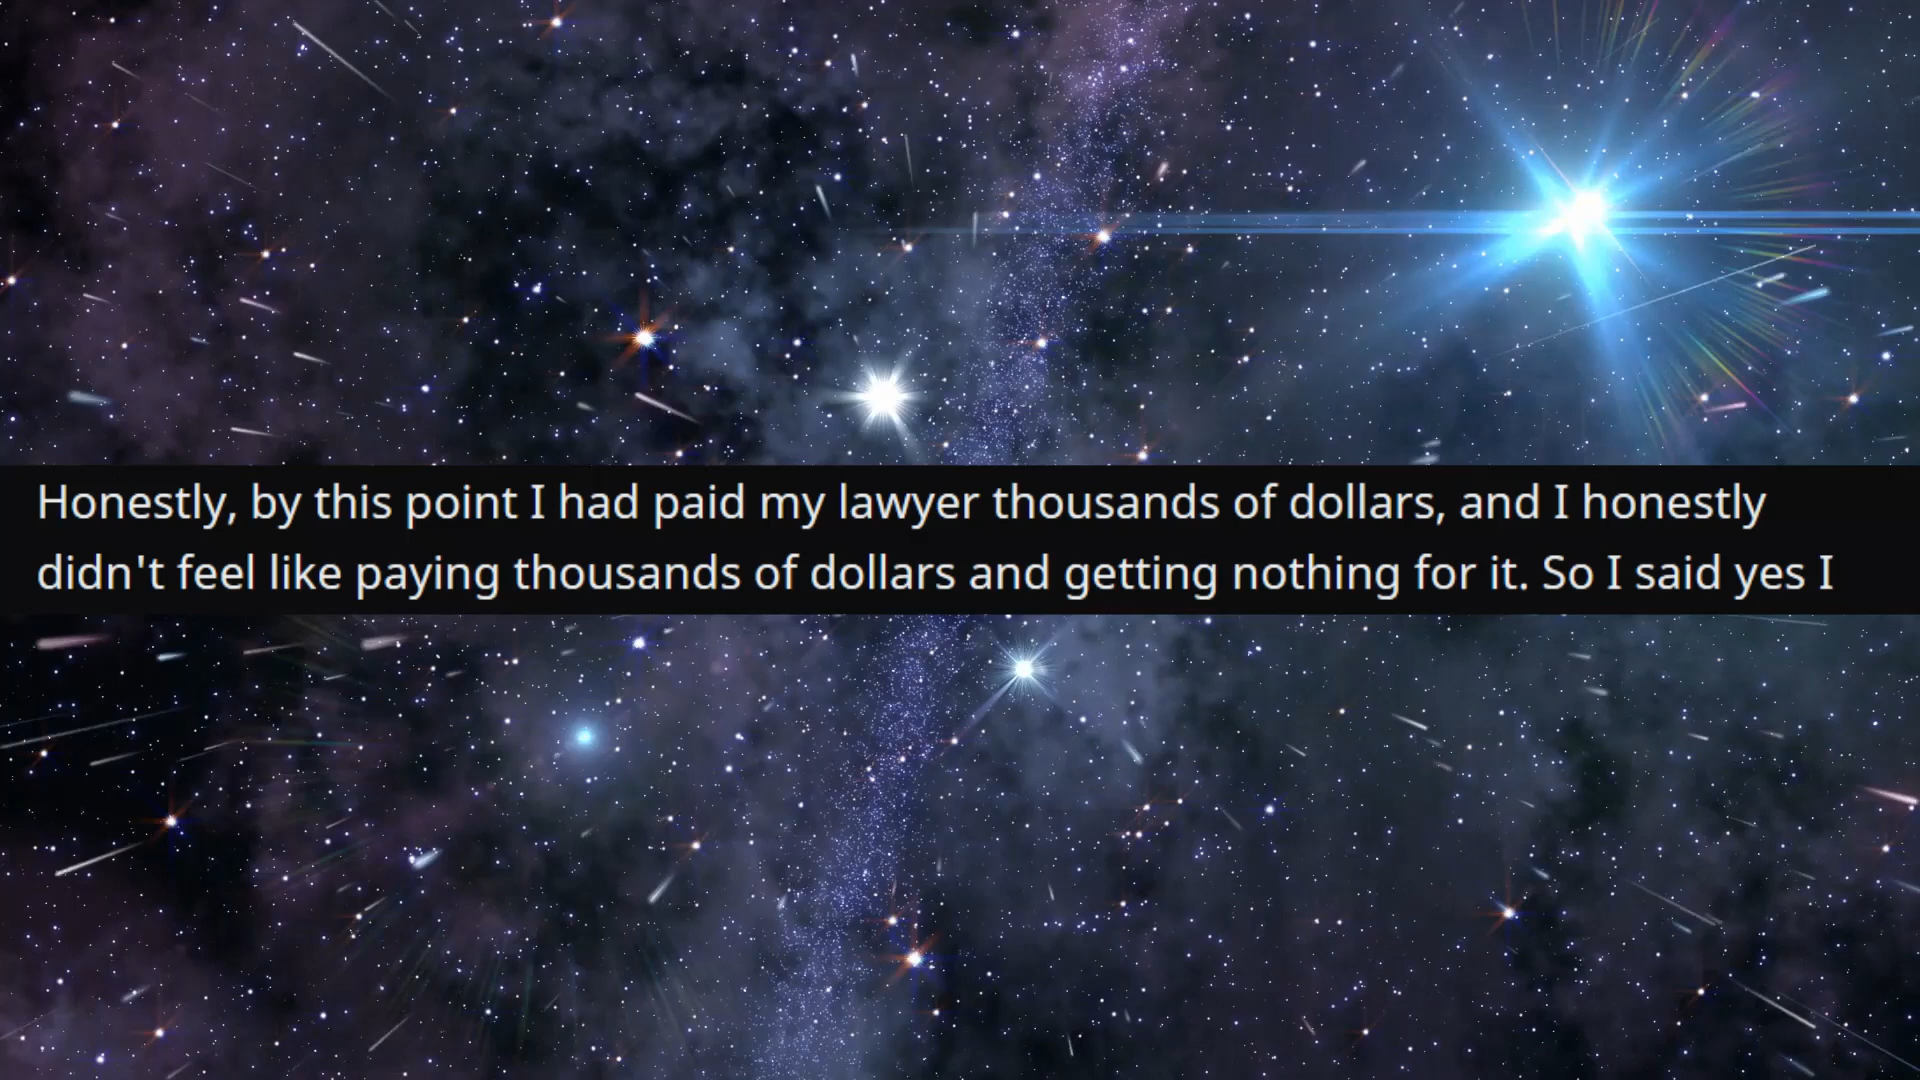 Honestly, by this point I had paid my lawyer thousands of dollars, and I honestly
didn't feel like paying thousands of dollars and getting nothing for it. So I said yes I